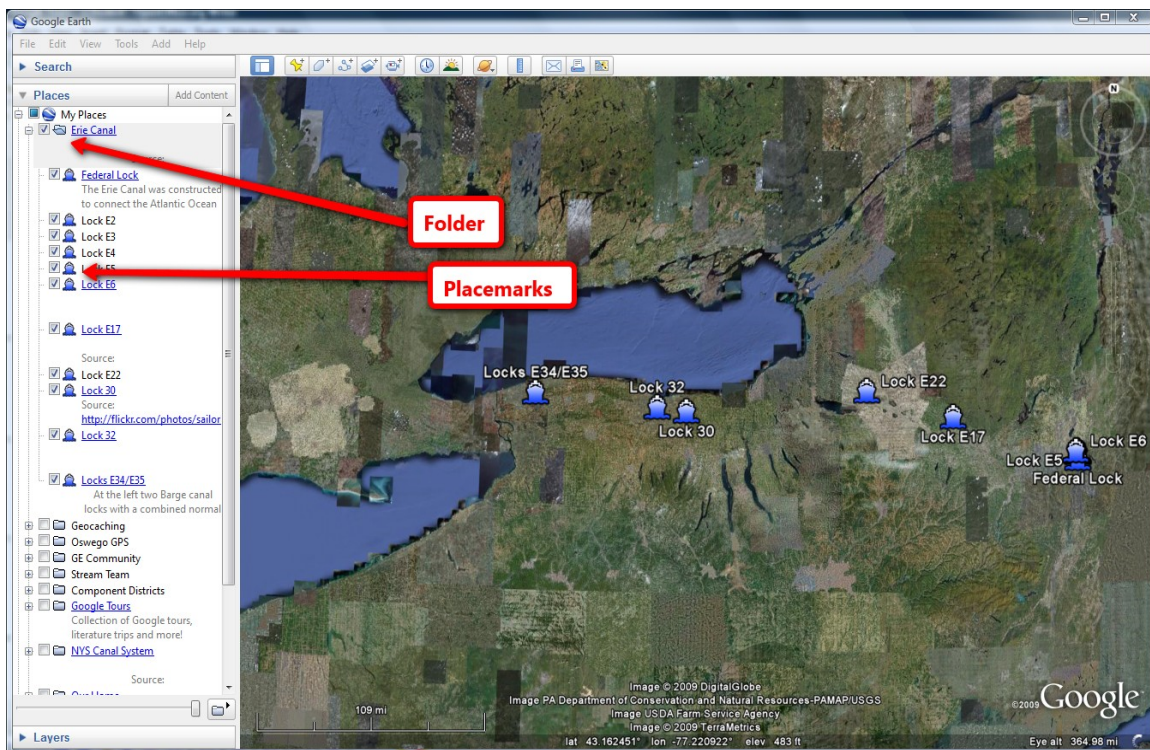 Google Earth
File Edit View Tools Add Help
Search
Places Add Content
My Places
Erie Canal
Federal Lock
The Erie Canal was constructed
to connect the Atlantic Ocean
Lock E2
Lock E3
Lock E4
Lock E6
Lock E17
Source:
Lock E22
Lock 30
Source:
http://flickr.com/photos/sailor
Lock 32
Locks E34/E35
At the left two Barge canal
locks with a combined normal
Geocaching
Oswego GPS
GE Community
Stream Team
Component Districts
Google Tours
Collection of Google tours,
literature trips and more!
NYS Canal System
Source:
Layers
Folder
Placemarks
N
Locks E34/E35
Lock 32
Lock 30
Lock E22
Lock E17
Lock E6
Lock E5
Federal Lock
109 mi
Image © 2009 DigitalGlobe
Image PA Department of Conservation and Natural Resources-PAMAP/USGS
Image USDA Farm Service Agency
Image © 2009 TerraMetrics
©2009 Google
lat 43.162451° lon -77.220922° elev 483 ft
Eye alt 364.98 mi